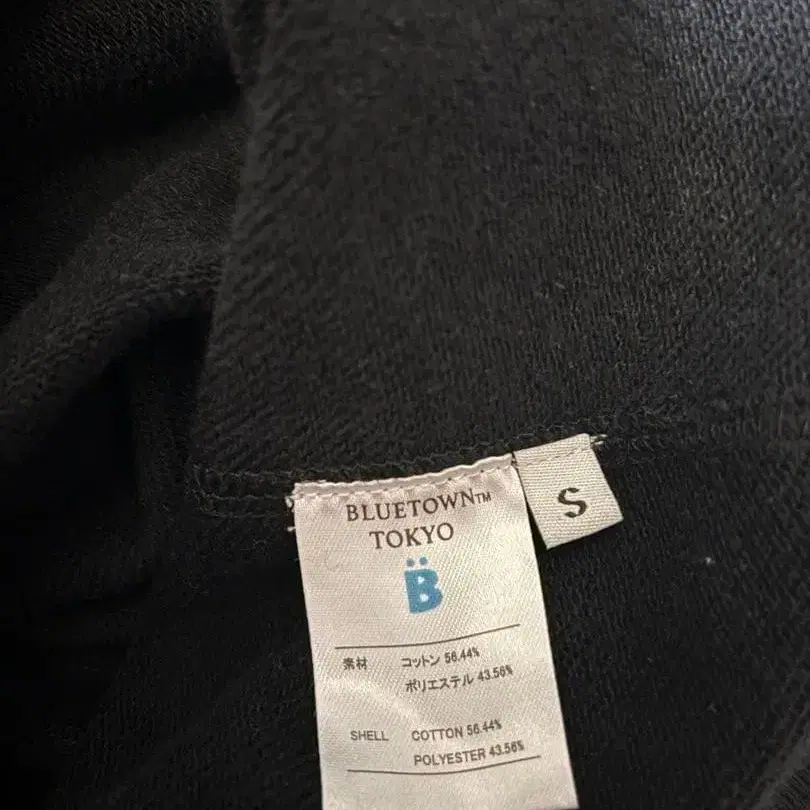 BLUETOWN™
TOKYO
B̈
S
素材 コットン 56.44%
ポリエステル 43.56%
SHELL COTTON 56.44%
POLYESTER 43.56%